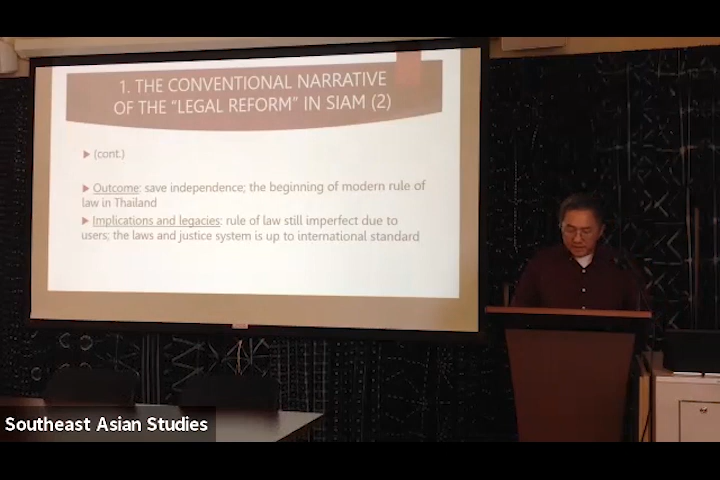 1. THE CONVENTIONAL NARRATIVE
OF THE “LEGAL REFORM” IN SIAM (2)
(cont.)
Outcome: save independence; the beginning of modern rule of
law in Thailand
Implications and legacies: rule of law still imperfect due to
users; the laws and justice system is up to international standard
Southeast Asian Studies